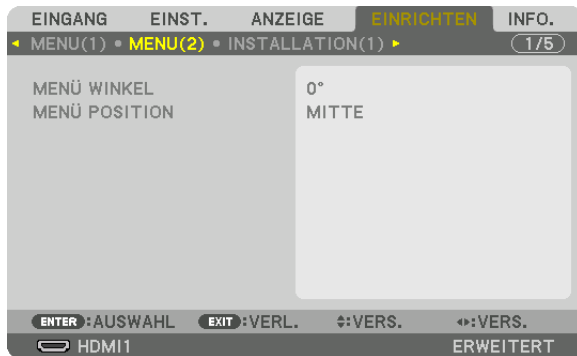 EINGANG EINST. ANZEIGE EINRICHTEN INFO.
◄ MENU(1) • MENU(2) • INSTALLATION(1) ► 1/5
MENÜ WINKEL 0°
MENÜ POSITION MITTE
ENTER :AUSWAHL EXIT :VERL. :VERS. :VERS.
HDMI1 ERWEITERT